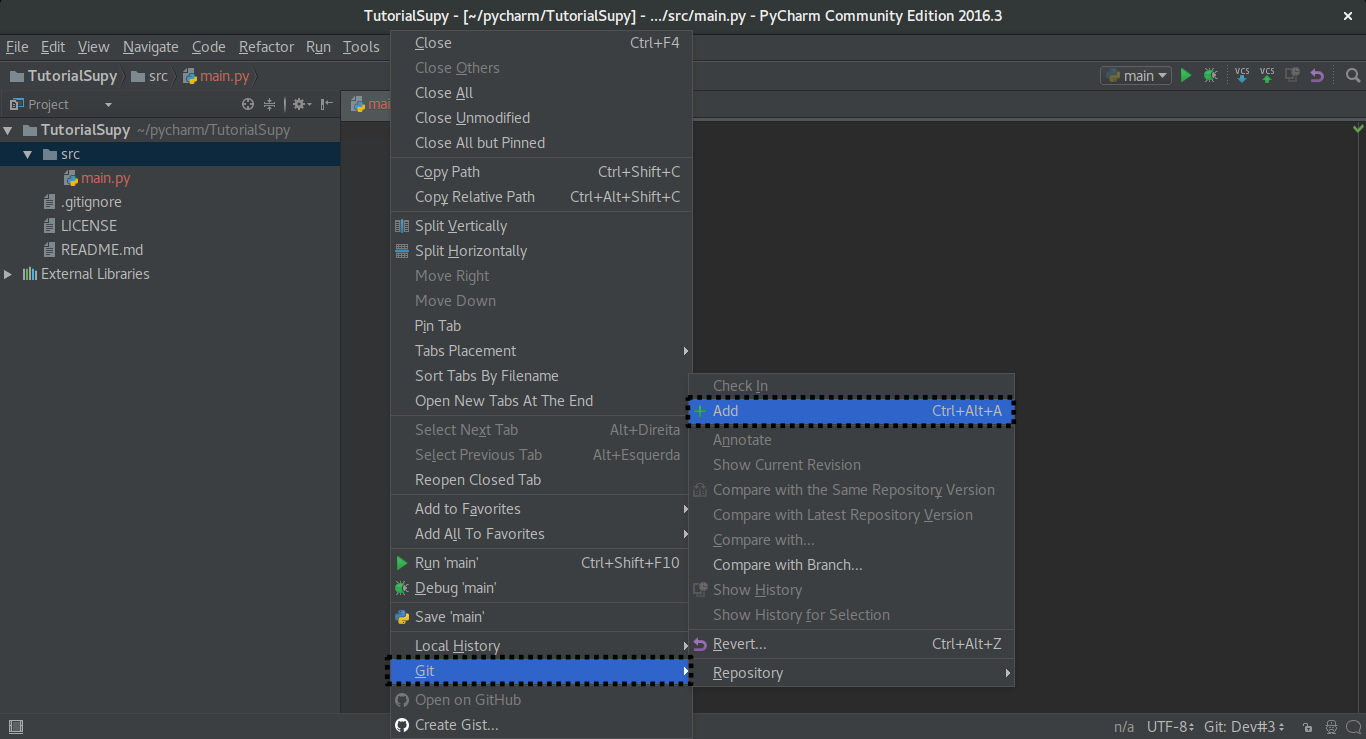 TutorialSupy - [~/pycharm/TutorialSupy] - .../src/main.py - PyCharm Community Edition 2016.3
File Edit View Navigate Code Refactor Run Tools
TutorialSupy src main.py
main
VCS VCS
Project
mai
TutorialSupy ~/pycharm/TutorialSupy
src
main.py
.gitignore
LICENSE
README.md
External Libraries
Close Ctrl+F4
Close Others
Close All
Close Unmodified
Close All but Pinned
Copy Path Ctrl+Shift+C
Copy Relative Path Ctrl+Alt+Shift+C
Split Vertically
Split Horizontally
Move Right
Move Down
Pin Tab
Tabs Placement
Sort Tabs By Filename
Open New Tabs At The End
Select Next Tab Alt+Direita
Select Previous Tab Alt+Esquerda
Reopen Closed Tab
Add to Favorites
Add All To Favorites
Run 'main' Ctrl+Shift+F10
Debug 'main'
Save 'main'
Local History
Git
Open on GitHub
Create Gist...
Check In
Add Ctrl+Alt+A
Annotate
Show Current Revision
Compare with the Same Repository Version
Compare with Latest Repository Version
Compare with...
Compare with Branch...
Show History
Show History for Selection
Revert... Ctrl+Alt+Z
Repository
n/a UTF-8 Git: Dev#3